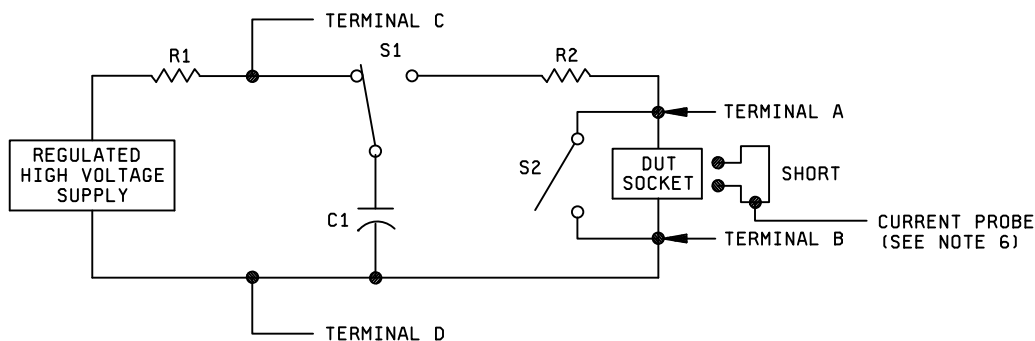 TERMINAL C
S1
R1
R2
TERMINAL A
REGULATED
HIGH VOLTAGE
SUPPLY
S2
DUT
SOCKET
SHORT
C1
CURRENT PROBE
(SEE NOTE 6)
TERMINAL B
TERMINAL D